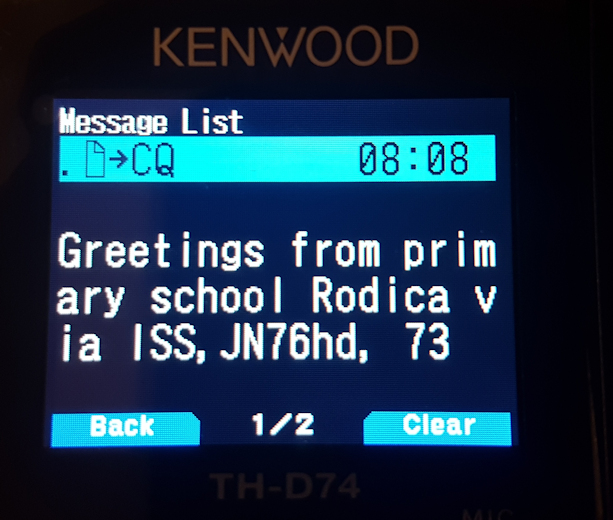 KENWOOD
Message List
. →CQ 08:08
Greetings from prim
ary school Rodica v
ia ISS, JN76hd, 73
Back 1/2 Clear
TH-D74
MIC